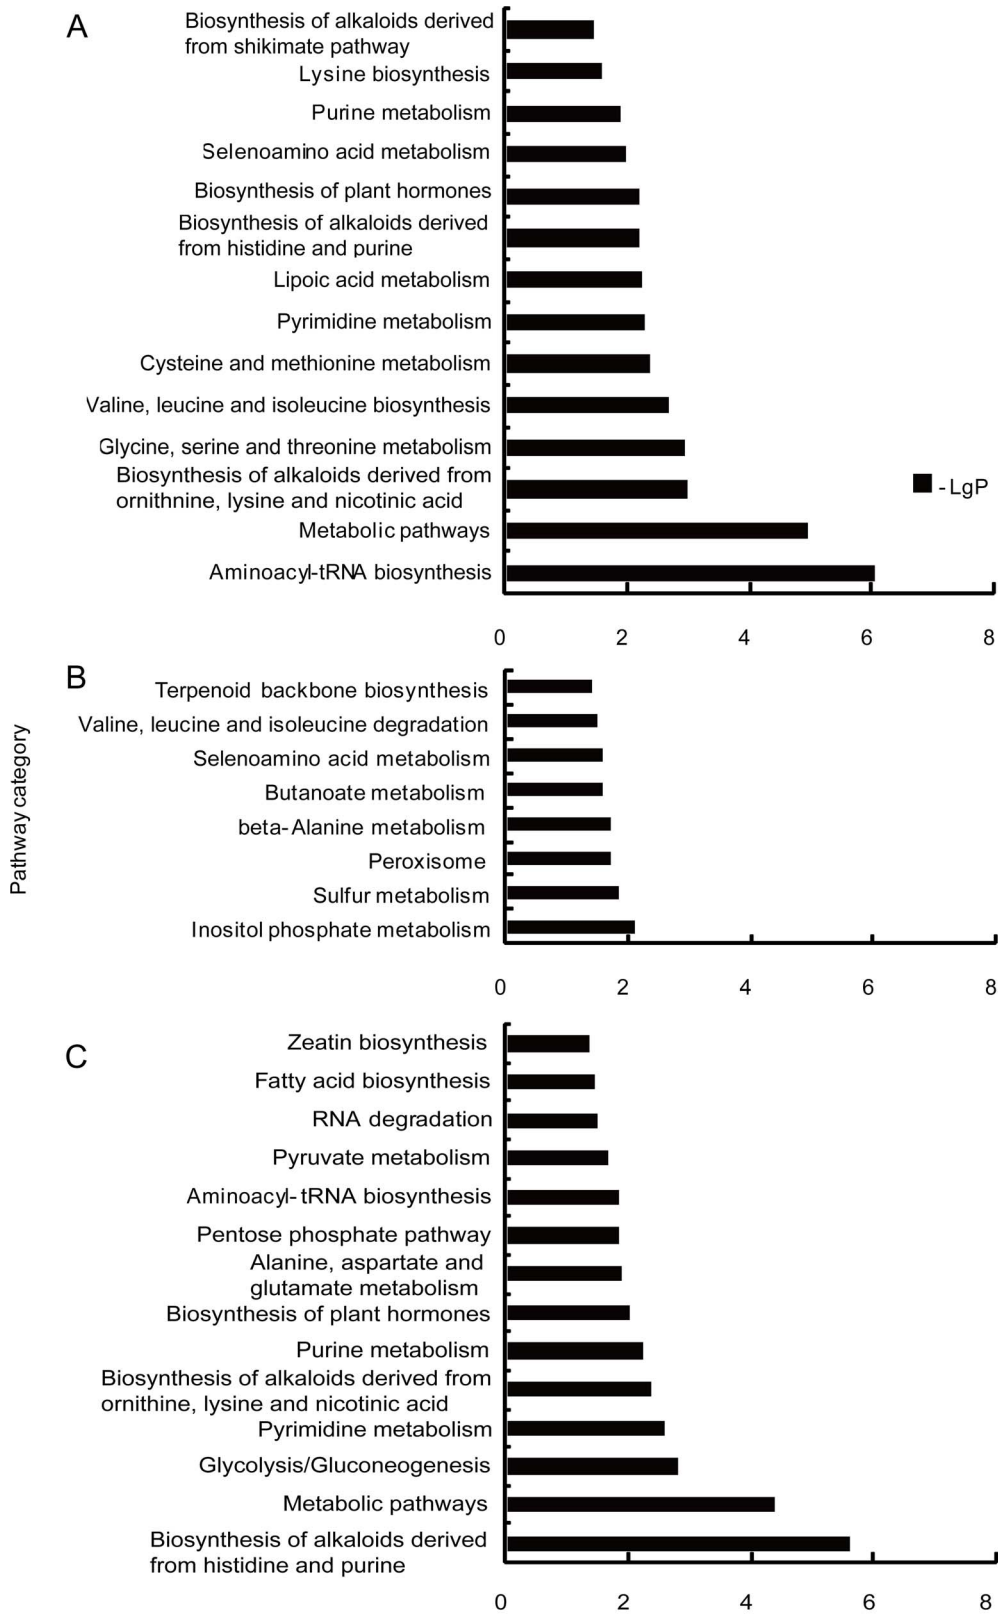 A
Biosynthesis of alkaloids derived
from shikimate pathway
Lysine biosynthesis
Purine metabolism
Selenoamino acid metabolism
Biosynthesis of plant hormones
Biosynthesis of alkaloids derived
from histidine and purine
Lipoic acid metabolism
Pyrimidine metabolism
Cysteine and methionine metabolism
Valine, leucine and isoleucine biosynthesis
Glycine, serine and threonine metabolism
Biosynthesis of alkaloids derived from
ornithnine, lysine and nicotinic acid
Metabolic pathways
Aminoacyl-tRNA biosynthesis
-LgP
0 2 4 6 8
Pathway category
B
Terpenoid backbone biosynthesis
Valine, leucine and isoleucine degradation
Selenoamino acid metabolism
Butanoate metabolism
beta-Alanine metabolism
Peroxisome
Sulfur metabolism
Inositol phosphate metabolism
0 2 4 6 8
C
Zeatin biosynthesis
Fatty acid biosynthesis
RNA degradation
Pyruvate metabolism
Aminoacyl-tRNA biosynthesis
Pentose phosphate pathway
Alanine, aspartate and
glutamate metabolism
Biosynthesis of plant hormones
Purine metabolism
Biosynthesis of alkaloids derived from
ornithine, lysine and nicotinic acid
Pyrimidine metabolism
Glycolysis/Gluconeogenesis
Metabolic pathways
Biosynthesis of alkaloids derived
from histidine and purine
0 2 4 6 8